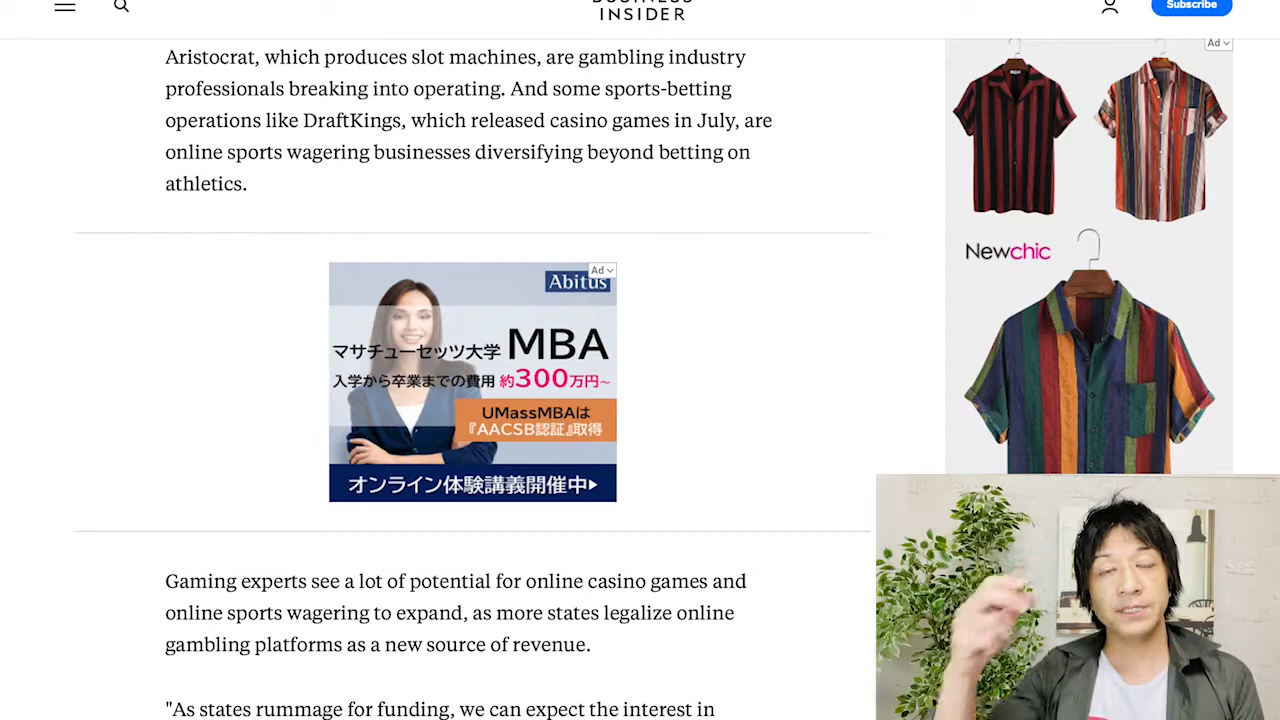 BUSINESS
INSIDER
Subscribe
Aristocrat, which produces slot machines, are gambling industry
professionals breaking into operating. And some sports-betting
operations like DraftKings, which released casino games in July, are
online sports wagering businesses diversifying beyond betting on
athletics.
Ad
Newchic
Ad
Abitus
マサチューセッツ大学 MBA
入学から卒業までの費用 約300万円~
UMassMBAは
『AACSB認証』取得
オンライン体験講義開催中▶
Gaming experts see a lot of potential for online casino games and
online sports wagering to expand, as more states legalize online
gambling platforms as a new source of revenue.
"As states rummage for funding, we can expect the interest in